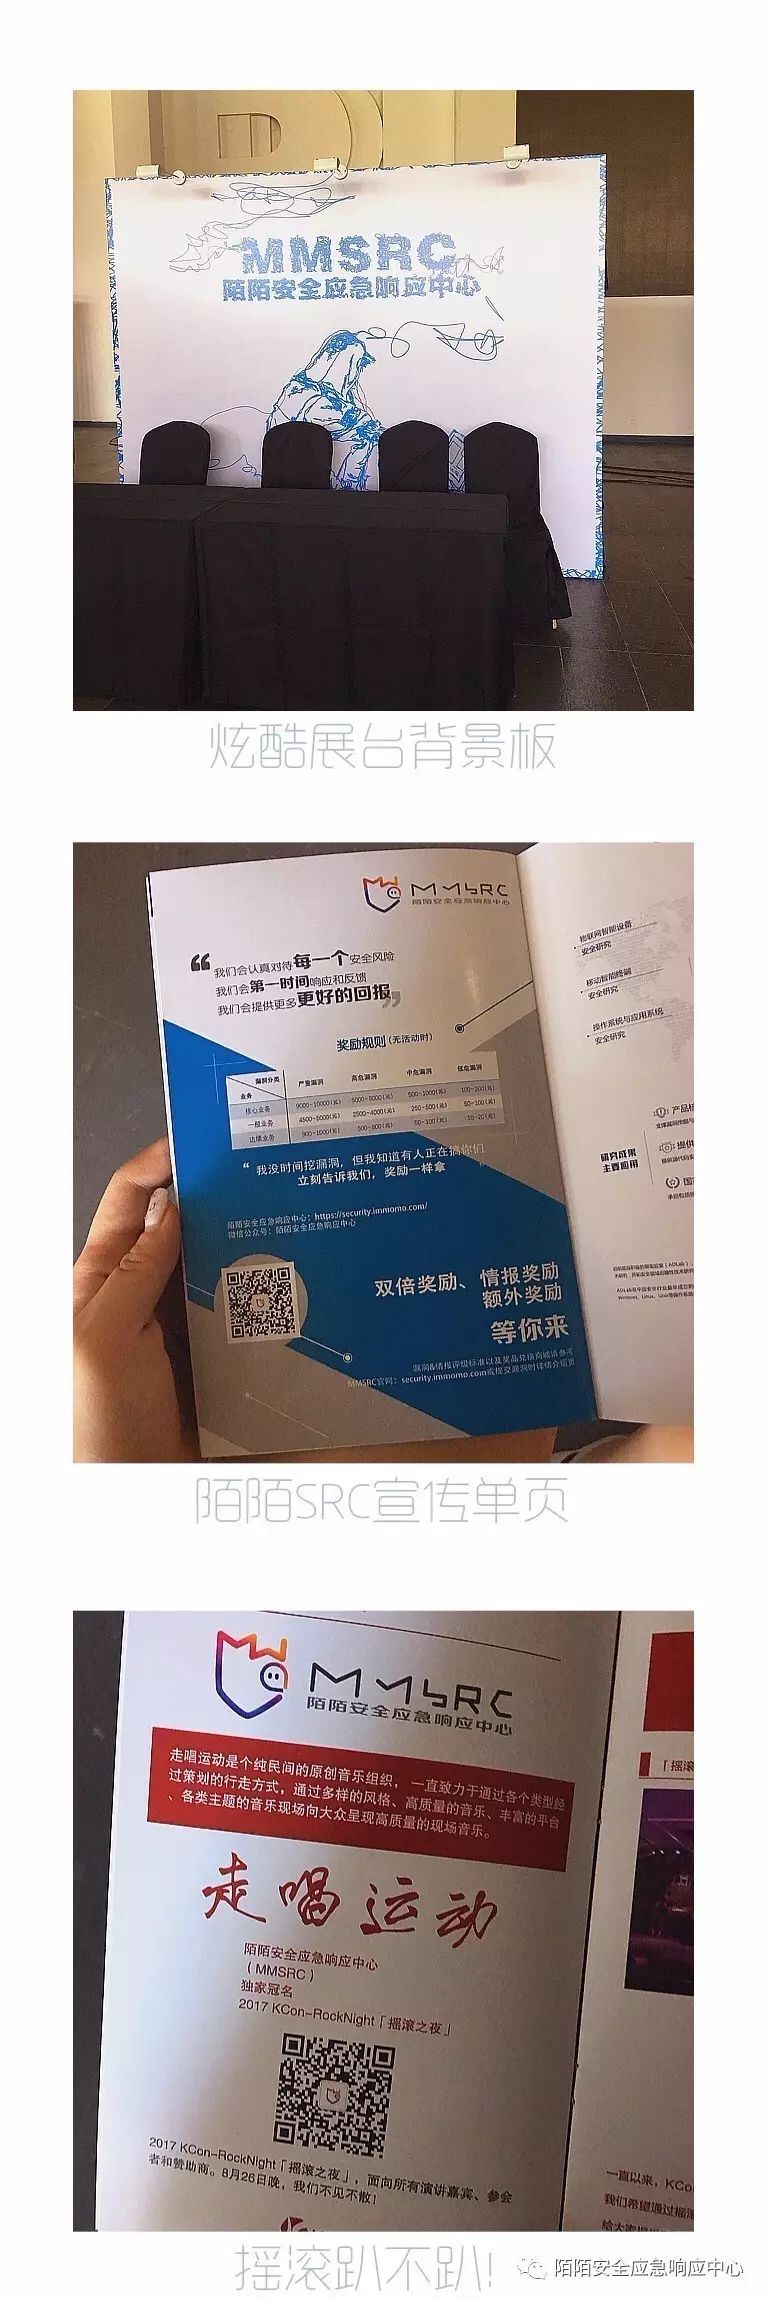 MMSRC
陌陌安全应急响应中心
炫酷展台背景板
MMSRC
陌陌安全应急响应中心
“我们会认真对待每一个安全风险
我们会第一时间响应和反馈
我们会提供更多更好的回报”
奖励规则(无活动时)
漏洞分类 严重漏洞 高危漏洞 中危漏洞 低危漏洞
业务
核心业务 9000-10000(元) 5000-8000(元) 500-1000(元) 100-200(元)
一般业务 4500-5000(元) 2500-4000(元) 250-500(元) 50-100(元)
边缘业务 900-1000(元) 500-800(元) 50-100(元) 10-20(元)
“我没时间挖漏洞，但我知道有人正在搞你们
立刻告诉我们，奖励一样拿”
陌陌安全应急响应中心：https://security.immomo.com/
微信公众号：陌陌安全应急响应中心
双倍奖励、情报奖励
额外奖励
等你来
漏洞&情报评级标准以及奖品兑换商城请参考
MMSRC官网：security.immomo.com或提交漏洞时详情介绍页
物联网智能设备
安全研究
移动智能终端
安全研究
操作系统与应用系统
安全研究
产品
研究成果
主要应用
提供
陌陌SRC宣传单页
MMSRC
陌陌安全应急响应中心
走唱运动是个纯民间的原创音乐组织，一直致力于通过各个类型经
过策划的行走方式，通过多样的风格、高质量的音乐、丰富的平台
、各类主题的音乐现场向大众呈现高质量的现场音乐。
走唱运动
陌陌安全应急响应中心
（MMSRC）
独家冠名
2017 KCon-RockNight「摇滚之夜」
2017 KCon-RockNight「摇滚之夜」，面向所有演讲嘉宾、参会
者和赞助商。8月26日晚，我们不见不散！
「摇滚
一直以来，KCo
我们希望通过摇滚
摇滚趴不趴!
陌陌安全应急响应中心